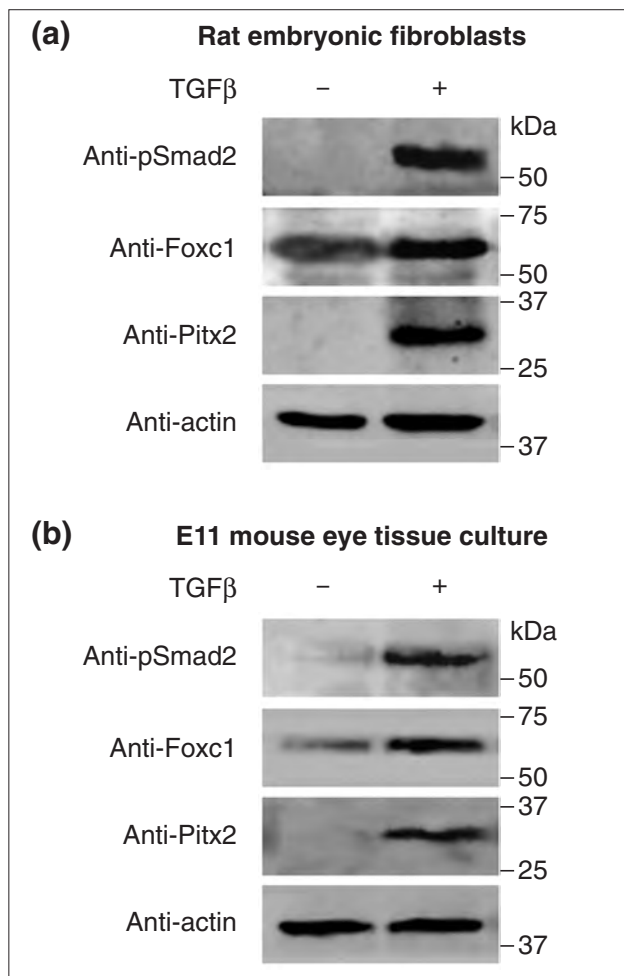 (a) Rat embryonic fibroblasts
TGFβ − +
kDa
Anti-pSmad2
−50
−75
Anti-Foxc1
−50
−37
Anti-Pitx2
−25
Anti-actin
−37
(b) E11 mouse eye tissue culture
TGFβ − +
kDa
Anti-pSmad2
−50
−75
Anti-Foxc1
−50
−37
Anti-Pitx2
−25
Anti-actin
−37